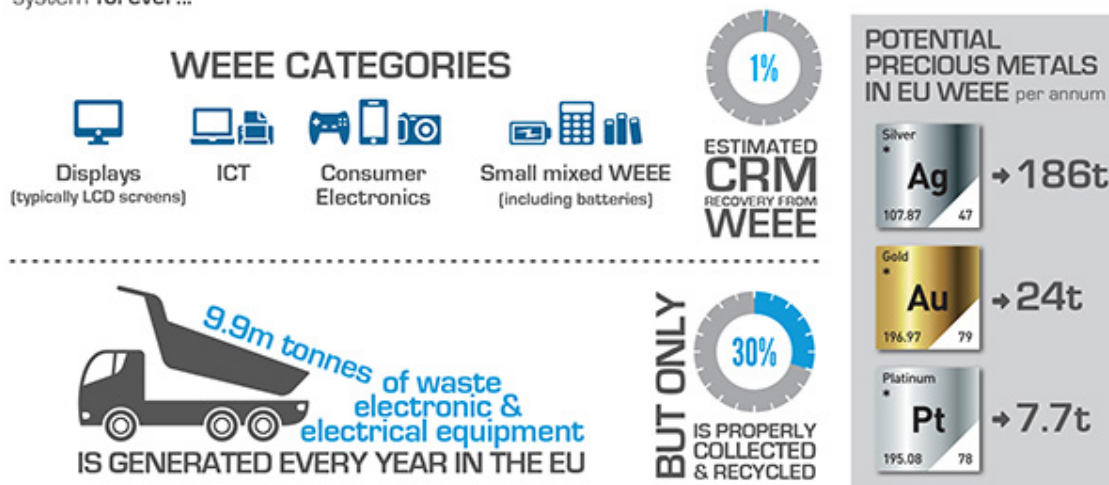 system forever...
WEEE CATEGORIES
Displays
(typically LCD screens)
ICT
Consumer
Electronics
Small mixed WEEE
(including batteries)
1%
ESTIMATED
CRM
RECOVERY FROM
WEEE
9.9m tonnes
of waste
electronic &
electrical equipment
IS GENERATED EVERY YEAR IN THE EU
BUT ONLY
30%
IS PROPERLY
COLLECTED
& RECYCLED
POTENTIAL
PRECIOUS METALS
IN EU WEEE per annum
Silver
*
Ag
107.87 47
186t
Gold
*
Au
196.97 79
24t
Platinum
*
Pt
195.08 78
7.7t